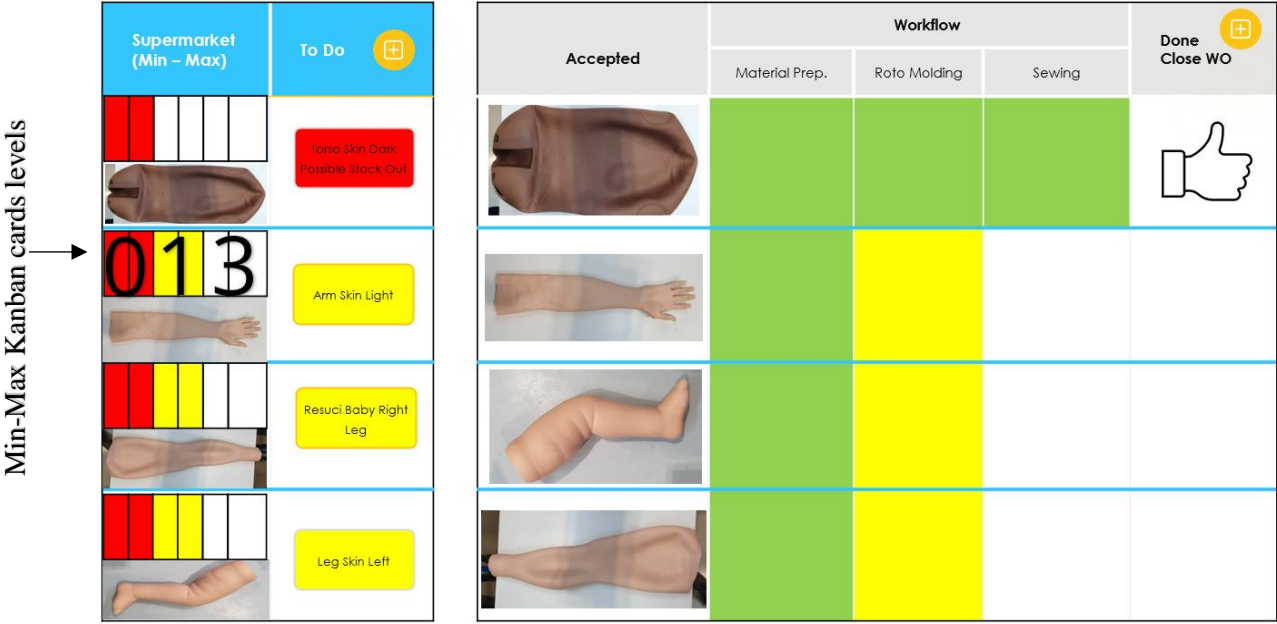 Min-Max Kanban cards levels
Supermarket
(Min – Max)
To Do
Accepted
Workflow
Material Prep.
Roto Molding
Sewing
Done
Close WO
Torso Skin Dark
Possible Stock Out
0 1 3
Arm Skin Light
Resuci Baby Right
Leg
Leg Skin Left